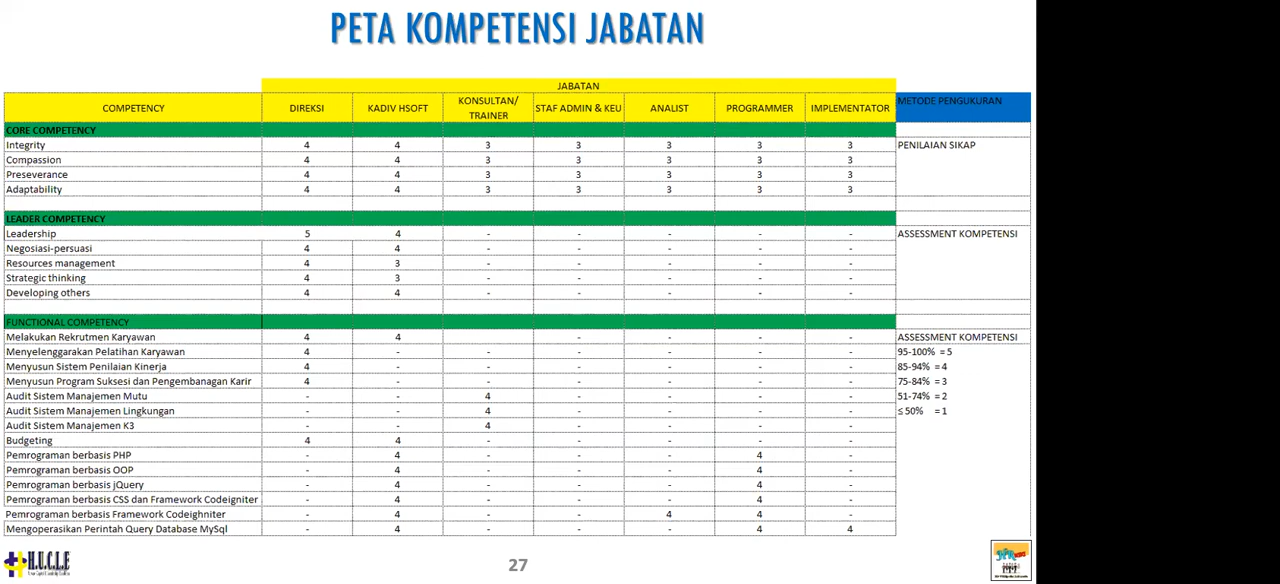 PETA KOMPETENSI JABATAN
JABATAN
COMPETENCY DIREKSI KADIV HSOFT KONSULTAN/ TRAINER STAF ADMIN & KEU ANALIST PROGRAMMER IMPLEMENTATOR METODE PENGUKURAN
CORE COMPETENCY
Integrity 4 4 3 3 3 3 3 PENILAIAN SIKAP
Compassion 4 4 3 3 3 3 3
Preseverance 4 4 3 3 3 3 3
Adaptability 4 4 3 3 3 3 3
LEADER COMPETENCY
Leadership 5 4 - - - - - ASSESSMENT KOMPETENSI
Negosiasi-persuasi 4 4 - - - - -
Resources management 4 3 - - - - -
Strategic thinking 4 3 - - - - -
Developing others 4 4 - - - - -
FUNCTIONAL COMPETENCY
Melakukan Rekrutmen Karyawan 4 4 - - - - ASSESSMENT KOMPETENSI
Menyelenggarakan Pelatihan Karyawan 4 - - - - - - 95-100% = 5
Menyusun Sistem Penilaian Kinerja 4 - - - - - - 85-94% = 4
Menyusun Program Suksesi dan Pengembanagan Karir 4 - - - - - - 75-84% = 3
Audit Sistem Manajemen Mutu - - 4 - - - - 51-74% = 2
Audit Sistem Manajemen Lingkungan - - 4 - - - - ≤ 50% = 1
Audit Sistem Manajemen K3 - - 4 - - - -
Budgeting 4 4 - - - - -
Pemrograman berbasis PHP - 4 - - - 4 -
Pemrograman berbasis OOP - 4 - - - 4 -
Pemrograman berbasis jQuery - 4 - - - 4 -
Pemrograman berbasis CSS dan Framework Codeigniter - 4 - - - 4 -
Pemrograman berbasis Framework Codeighniter - 4 - - 4 4 -
Mengoperasikan Perintah Query Database MySql - 4 - - - 4 4
H.U.C.L.E
27